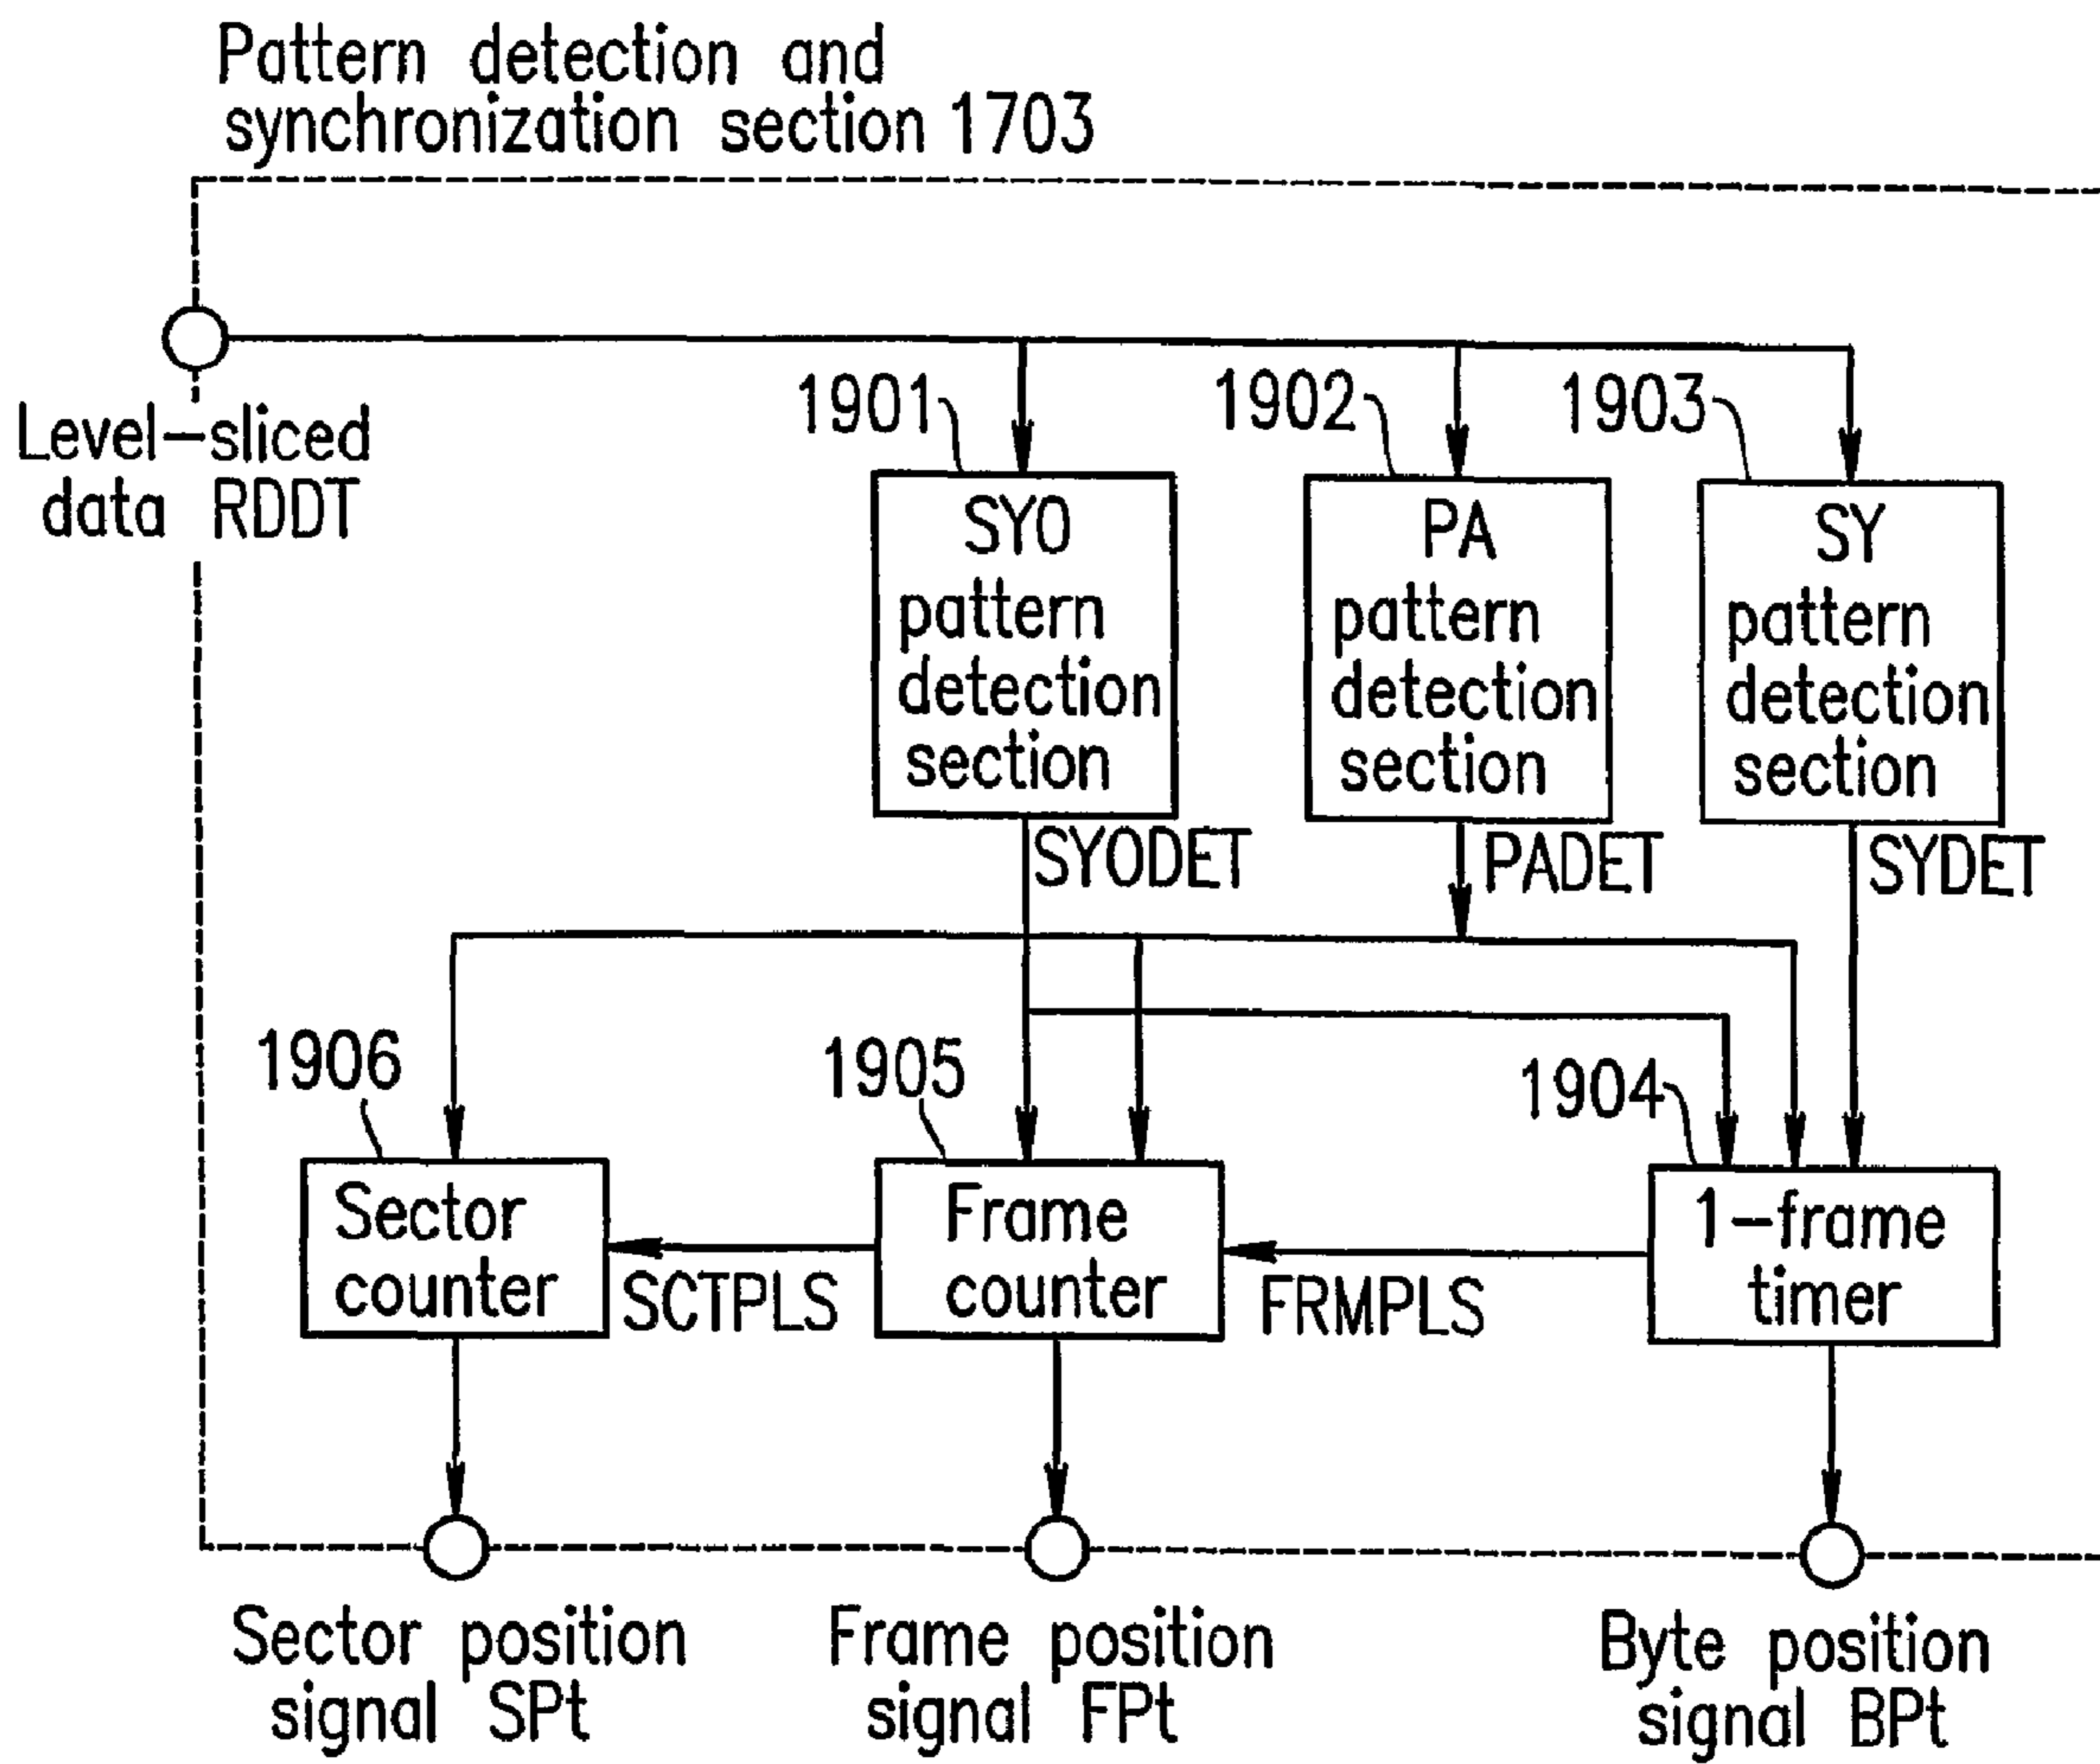 Pattern detection and
synchronization section 1703
Level-sliced
data RDDT
1901
1902
1903
SYO
pattern
detection
section
PA
pattern
detection
section
SY
pattern
detection
section
SYODET
PADET
SYDET
1906
1905
1904
Sector
counter
SCTPLS
Frame
counter
FRMPLS
1-frame
timer
Sector position
signal SPt
Frame position
signal FPt
Byte position
signal BPt